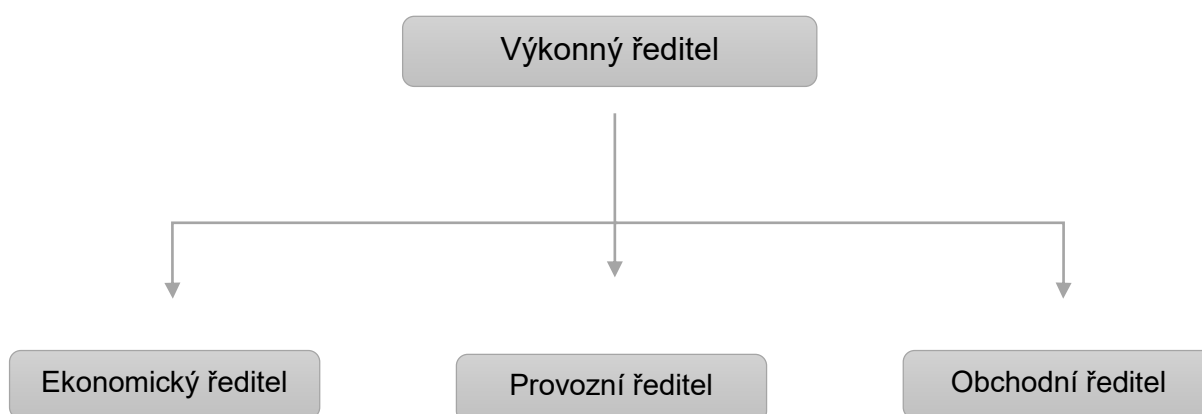 Výkonný ředitel
Ekonomický ředitel
Provozní ředitel
Obchodní ředitel